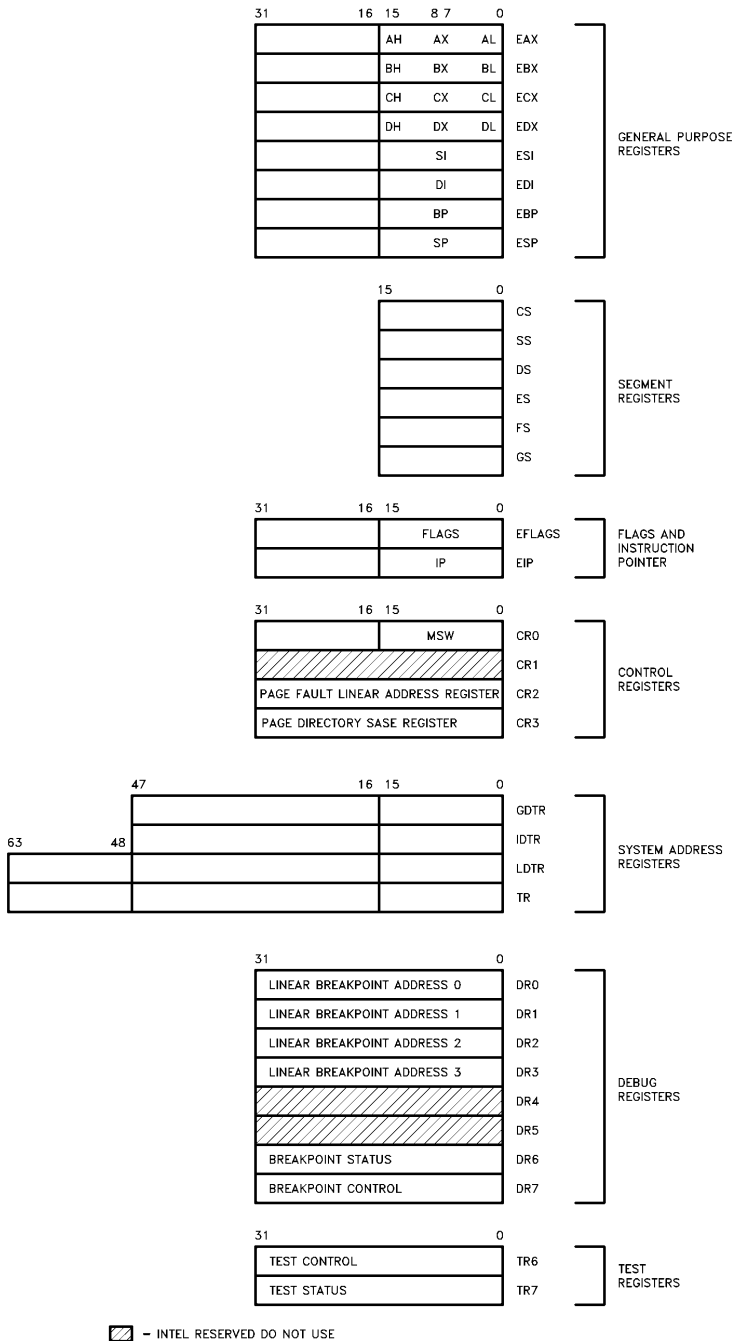 31 16 15 8 7 0
AH AX AL EAX
BH BX BL EBX
CH CX CL ECX
DH DX DL EDX
SI ESI
DI EDI
BP EBP
SP ESP
GENERAL PURPOSE
REGISTERS
15 0
CS
SS
DS
ES
FS
GS
SEGMENT
REGISTERS
31 16 15 0
FLAGS EFLAGS
IP EIP
FLAGS AND
INSTRUCTION
POINTER
31 16 15 0
MSW CR0
CR1
PAGE FAULT LINEAR ADDRESS REGISTER CR2
PAGE DIRECTORY SASE REGISTER CR3
CONTROL
REGISTERS
47 16 15 0
GDTR
63 48 IDTR
LDTR
TR
SYSTEM ADDRESS
REGISTERS
31 0
LINEAR BREAKPOINT ADDRESS 0 DR0
LINEAR BREAKPOINT ADDRESS 1 DR1
LINEAR BREAKPOINT ADDRESS 2 DR2
LINEAR BREAKPOINT ADDRESS 3 DR3
DR4
DR5
BREAKPOINT STATUS DR6
BREAKPOINT CONTROL DR7
DEBUG
REGISTERS
31 0
TEST CONTROL TR6
TEST STATUS TR7
TEST
REGISTERS
– INTEL RESERVED DO NOT USE